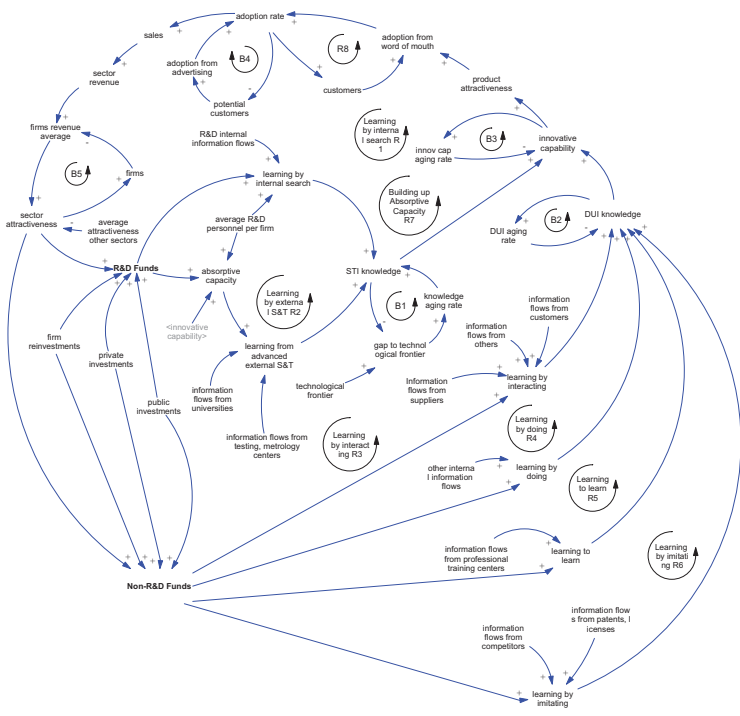 adoption rate
sales
B4
R8
adoption from
word of mouth
adoption from
advertising
sector
revenue
customers
product
attractiveness
potential
customers
firms revenue
average
R&D internal
information flows
Learning
by interna
l search R
1
innov cap
aging rate
B3
innovative
capability
B5
firms
learning by
internal search
Building up
Absorptive
Capacity
R7
sector
attractiveness
average
attractiveness
other sectors
average R&D
personnel per firm
DUI aging
rate
B2
DUI knowledge
R&D Funds
absorptive
capacity
STI knowledge
Learning
by externa
l S&T R2
B1
knowledge
aging rate
information
flows from
customers
<innovative
capability>
firm
reinvestments
private
investments
learning from
advanced
external S&T
gap to technol
ogical frontier
information
flows from
others
public
investments
information
flows from
universities
technological
frontier
Information
flows from
suppliers
learning by
interacting
information flows from
testing, metrology
centers
Learning
by interact
ing R3
Learning
by doing
R4
other interna
l information
flows
learning by
doing
Learning
to learn
R5
information flows
from professional
training centers
learning to
learn
Learning
by imitati
ng R6
Non-R&D Funds
information
flows from
competitors
information flow
s from patents, l
icenses
learning by
imitating